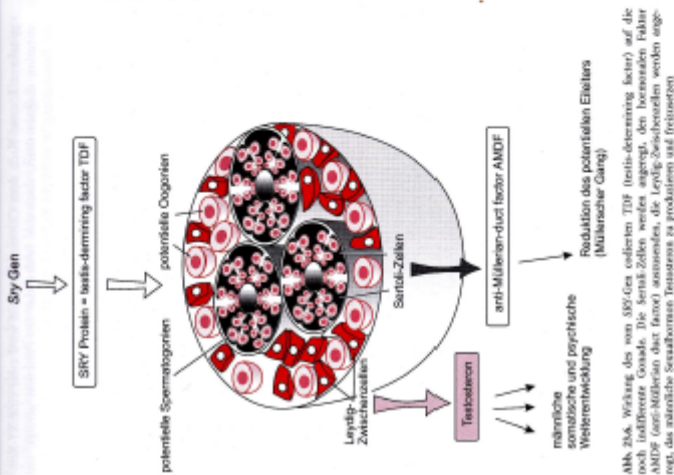 Sry Gen
SRY Protein = testis-dermining factor TDF
potentielle Spermatogonien
potentielle Oogonien
Leydig-
Zwischenzellen
Sertoli-Zellen
Testosteron
anti-Müllerian-duct factor AMDF
männliche
somatische und psychische
Weiterentwicklung
Reduktion des potentiellen Eileiters
(Müllerscher Gang)
Abb. 23.6. Wirkung des vom SRY-Gen codierten TDF (testis-determining factor) auf die
noch indifferente Gonade. Die Sertoli-Zellen werden angeregt, den hormonalen Faktor
AMDF (anti-Müllerian duct factor) auszusenden, die Leydig-Zwischenzellen werden ange-
regt, das männliche Sexualhormon Testosteron zu produzieren und freizusetzen